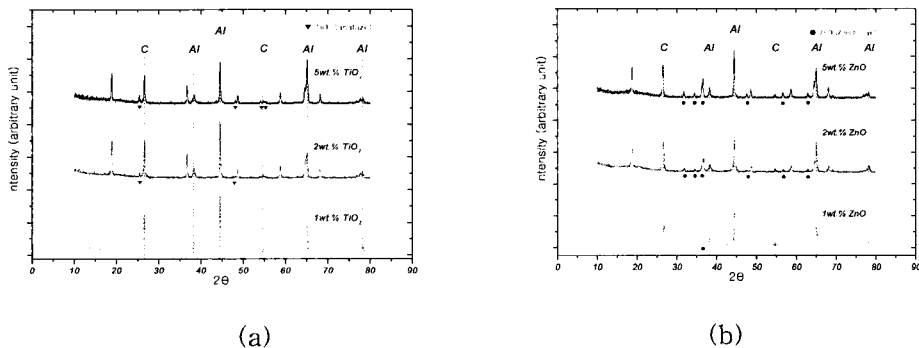 Al
C Al C Al Al
5wt.% TiO2
2wt.% TiO2
1wt.% TiO2
ntensity (arbitrary unit)
0 10 20 30 40 50 60 70 80 90
2θ
(a)
Al
C Al C Al Al
5wt.% ZnO
2wt.% ZnO
1wt.% ZnO
ntensity (arbitrary unit)
0 10 20 30 40 50 60 70 80 90
2θ
(b)